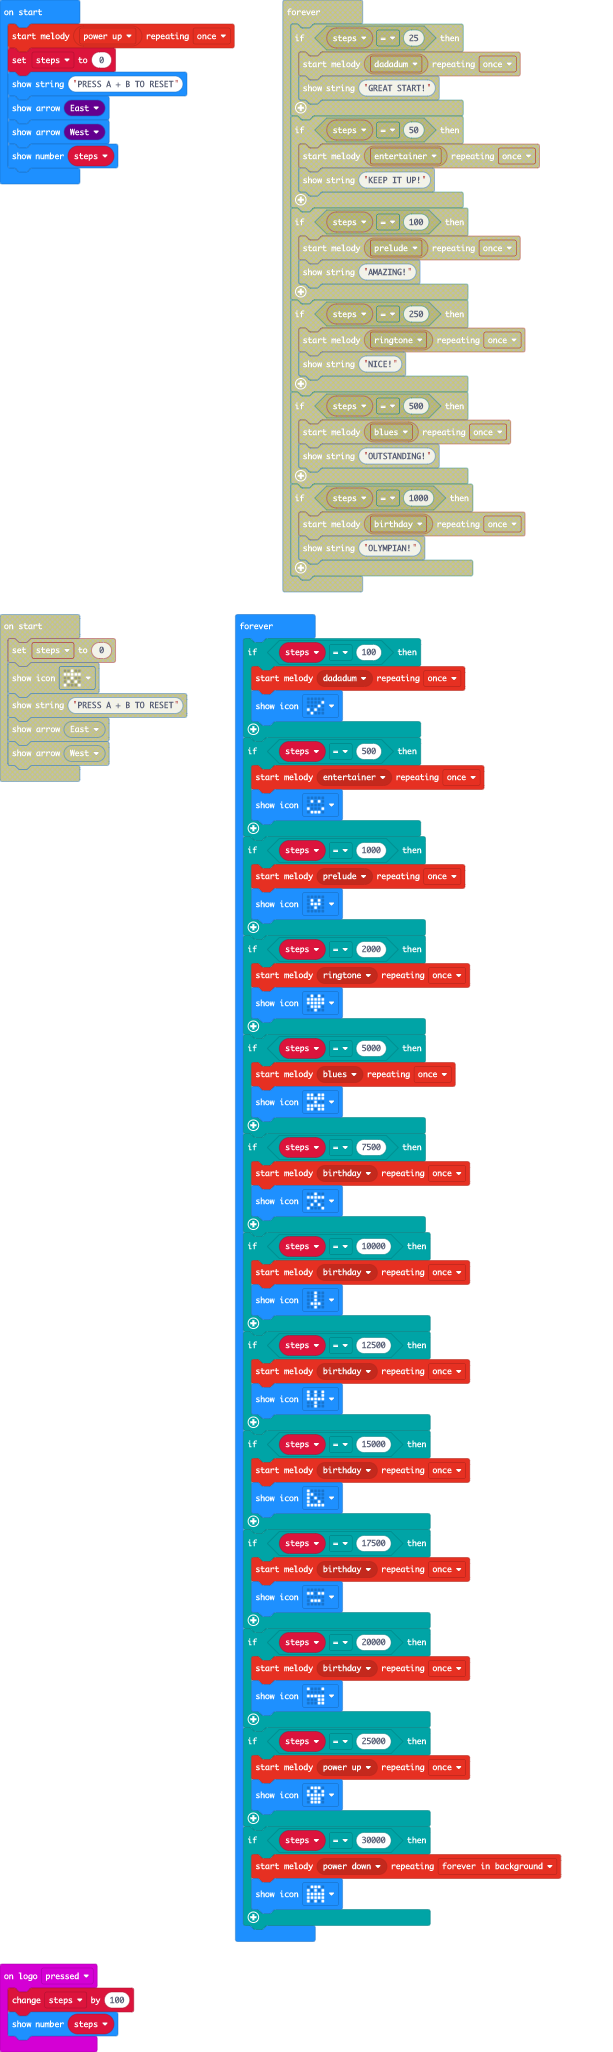 on start
start melody power up repeating once
set steps to 0
show string "PRESS A + B TO RESET"
show arrow East
show arrow West
show number steps
forever
if steps = 25 then
start melody dadadum repeating once
show string "GREAT START!"
if steps = 50 then
start melody entertainer repeating once
show string "KEEP IT UP!"
if steps = 100 then
start melody prelude repeating once
show string "AMAZING!"
if steps = 250 then
start melody ringtone repeating once
show string "NICE!"
if steps = 500 then
start melody blues repeating once
show string "OUTSTANDING!"
if steps = 1000 then
start melody birthday repeating once
show string "OLYMPIAN!"
on start
set steps to 0
show icon
show string "PRESS A + B TO RESET"
show arrow East
show arrow West
forever
if steps = 100 then
start melody dadadum repeating once
show icon
if steps = 500 then
start melody entertainer repeating once
show icon
if steps = 1000 then
start melody prelude repeating once
show icon
if steps = 2000 then
start melody ringtone repeating once
show icon
if steps = 5000 then
start melody blues repeating once
show icon
if steps = 7500 then
start melody birthday repeating once
show icon
if steps = 10000 then
start melody birthday repeating once
show icon
if steps = 12500 then
start melody birthday repeating once
show icon
if steps = 15000 then
start melody birthday repeating once
show icon
if steps = 17500 then
start melody birthday repeating once
show icon
if steps = 20000 then
start melody birthday repeating once
show icon
if steps = 25000 then
start melody power up repeating once
show icon
if steps = 30000 then
start melody power down repeating forever in background
show icon
on logo pressed
change steps by 100
show number steps